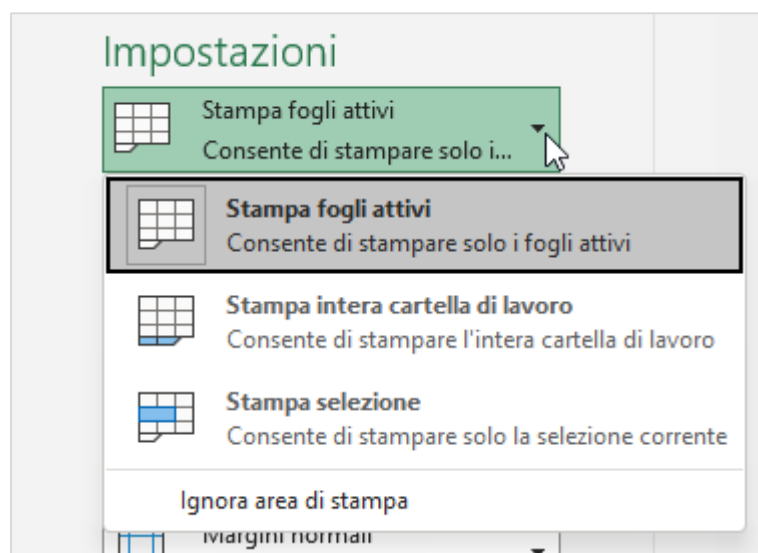 Impostazioni
Stampa fogli attivi
Consente di stampare solo i...
Stampa fogli attivi
Consente di stampare solo i fogli attivi
Stampa intera cartella di lavoro
Consente di stampare l'intera cartella di lavoro
Stampa selezione
Consente di stampare solo la selezione corrente
Ignora area di stampa
Margini normali